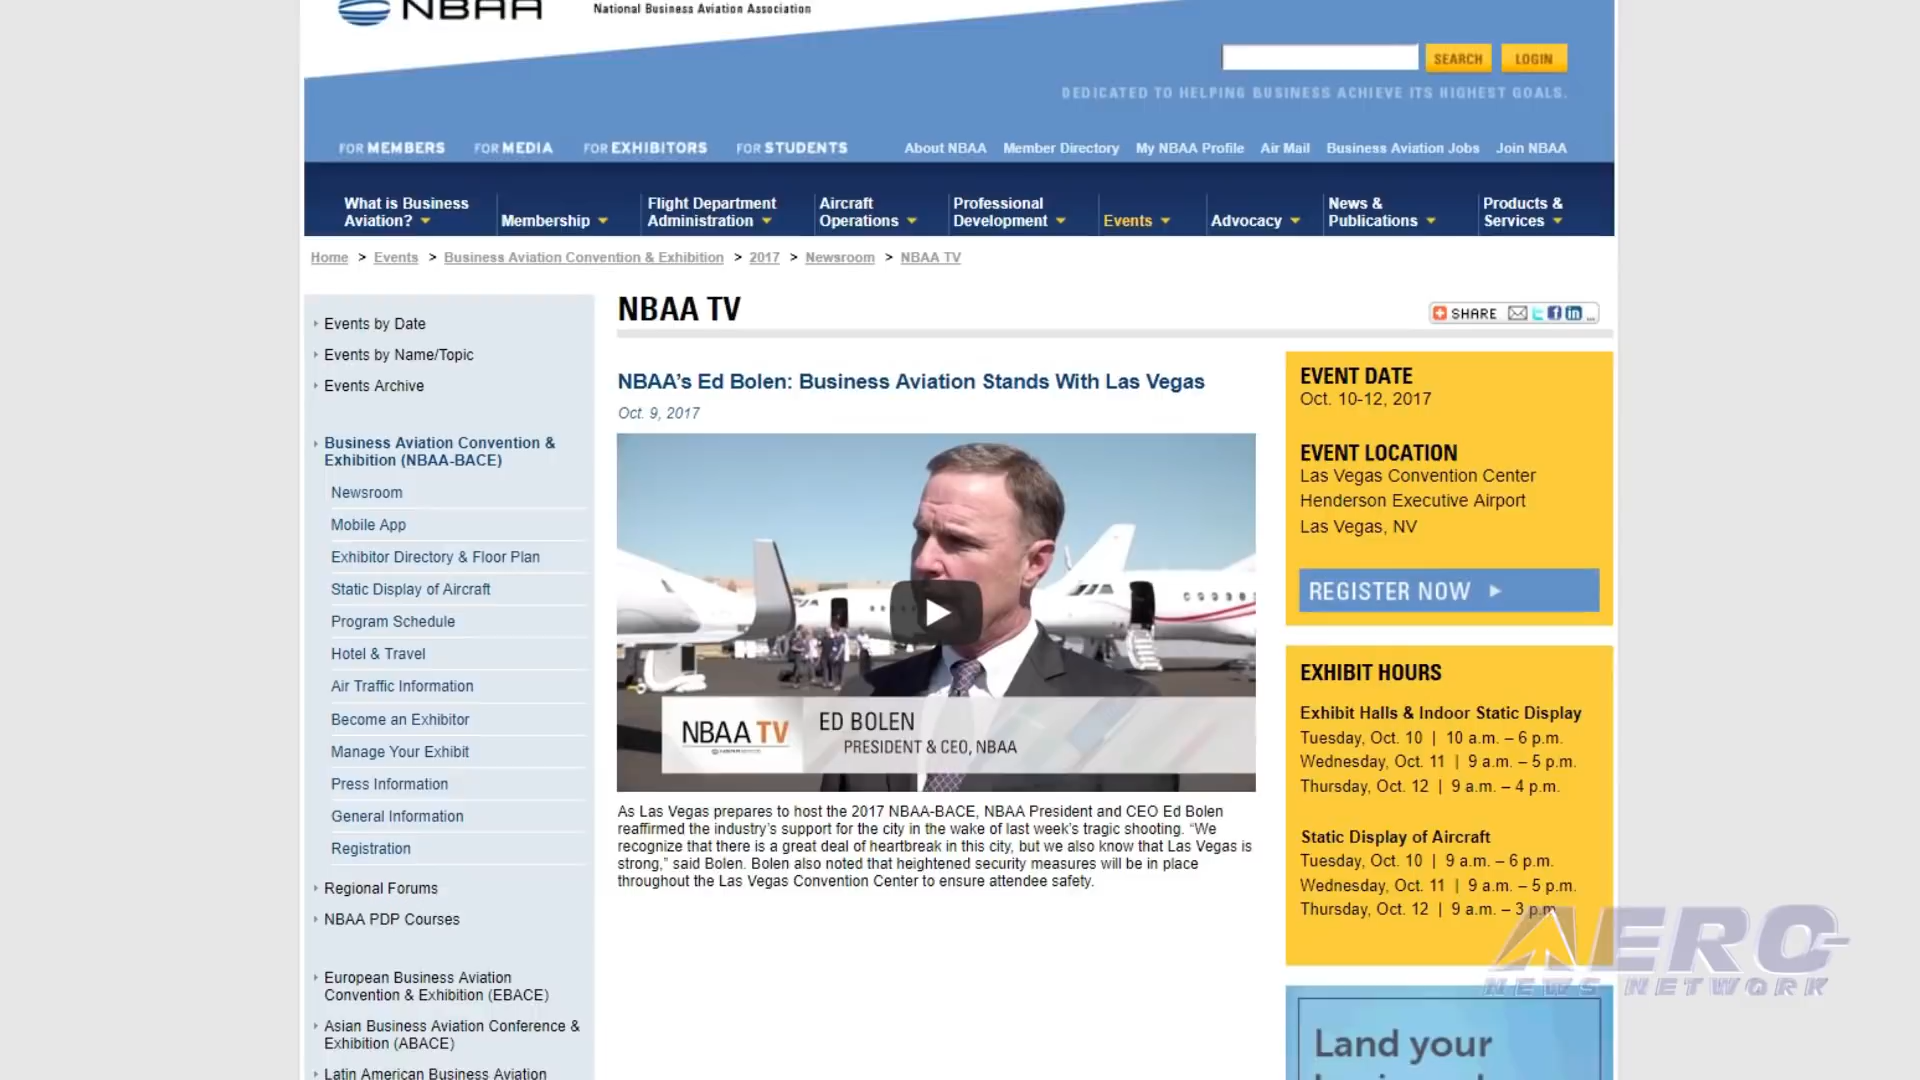 NBAA
National Business Aviation Association
SEARCH
LOGIN
DEDICATED TO HELPING BUSINESS ACHIEVE ITS HIGHEST GOALS.
FOR MEMBERS
FOR MEDIA
FOR EXHIBITORS
FOR STUDENTS
About NBAA
Member Directory
My NBAA Profile
Air Mail
Business Aviation Jobs
Join NBAA
What is Business
Aviation?
Membership
Flight Department
Administration
Aircraft
Operations
Professional
Development
Events
Advocacy
News &
Publications
Products &
Services
Home > Events > Business Aviation Convention & Exhibition > 2017 > Newsroom > NBAA TV
Events by Date
Events by Name/Topic
Events Archive
Business Aviation Convention &
Exhibition (NBAA-BACE)
Newsroom
Mobile App
Exhibitor Directory & Floor Plan
Static Display of Aircraft
Program Schedule
Hotel & Travel
Air Traffic Information
Become an Exhibitor
Manage Your Exhibit
Press Information
General Information
Registration
Regional Forums
NBAA PDP Courses
European Business Aviation
Convention & Exhibition (EBACE)
Asian Business Aviation Conference &
Exhibition (ABACE)
Latin American Business Aviation
NBAA TV
SHARE
NBAA's Ed Bolen: Business Aviation Stands With Las Vegas
Oct. 9, 2017
NBAA TV
ED BOLEN
PRESIDENT & CEO, NBAA
As Las Vegas prepares to host the 2017 NBAA-BACE, NBAA President and CEO Ed Bolen
reaffirmed the industry's support for the city in the wake of last week's tragic shooting. “We
recognize that there is a great deal of heartbreak in this city, but we also know that Las Vegas is
strong,” said Bolen. Bolen also noted that heightened security measures will be in place
throughout the Las Vegas Convention Center to ensure attendee safety.
EVENT DATE
Oct. 10-12, 2017
EVENT LOCATION
Las Vegas Convention Center
Henderson Executive Airport
Las Vegas, NV
REGISTER NOW
EXHIBIT HOURS
Exhibit Halls & Indoor Static Display
Tuesday, Oct. 10 | 10 a.m. – 6 p.m.
Wednesday, Oct. 11 | 9 a.m. – 5 p.m.
Thursday, Oct. 12 | 9 a.m. – 4 p.m.
Static Display of Aircraft
Tuesday, Oct. 10 | 9 a.m. – 6 p.m.
Wednesday, Oct. 11 | 9 a.m. – 5 p.m.
Thursday, Oct. 12 | 9 a.m. – 3 p.m.
AERO
NEWS NETWORK
Land your